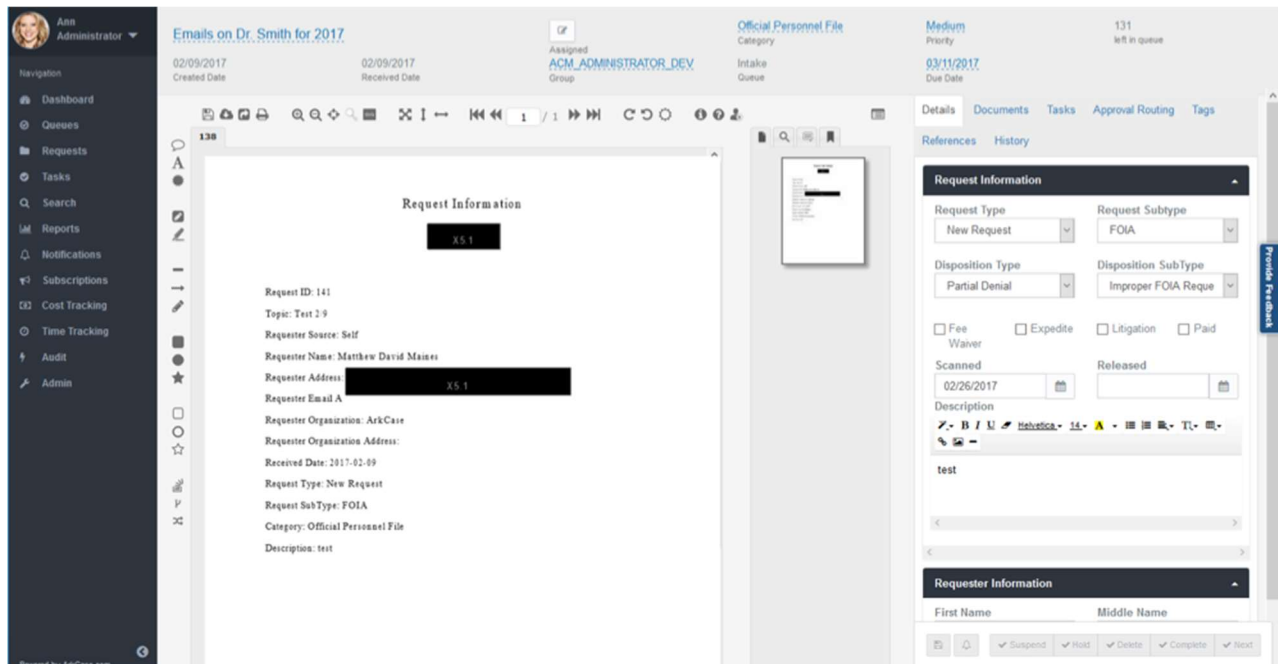 Ann
Administrator
Navigation
Dashboard
Queues
Requests
Tasks
Search
Reports
Notifications
Subscriptions
Cost Tracking
Time Tracking
Audit
Admin
Emails on Dr. Smith for 2017
Assigned
Official Personnel File
Category
Medium
Priority
131
left in queue
02/09/2017
Created Date
02/09/2017
Received Date
ACM_ADMINISTRATOR_DEV
Group
Intake
Queue
03/11/2017
Due Date
1 / 1
138
A
Request Information
X5.1
Request ID: 141
Topic: Test 2/9
Requester Source: Self
Requester Name: Matthew David Maines
Requester Address:
X5.1
Requester Email A
Requester Organization: ArkCase
Requester Organization Address:
Received Date: 2017-02-09
Request Type: New Request
Request SubType: FOIA
Category: Official Personnel File
Description: test
Details Documents Tasks Approval Routing Tags
References History
Request Information
Request Type Request Subtype
New Request FOIA
Disposition Type Disposition SubType
Partial Denial Improper FOIA Reque
Fee Waiver Expedite Litigation Paid
Scanned Released
02/26/2017
Description
B I U Helvetica 14 A
test
Requester Information
First Name Middle Name
Suspend Hold Delete Complete Next
Provide Feedback